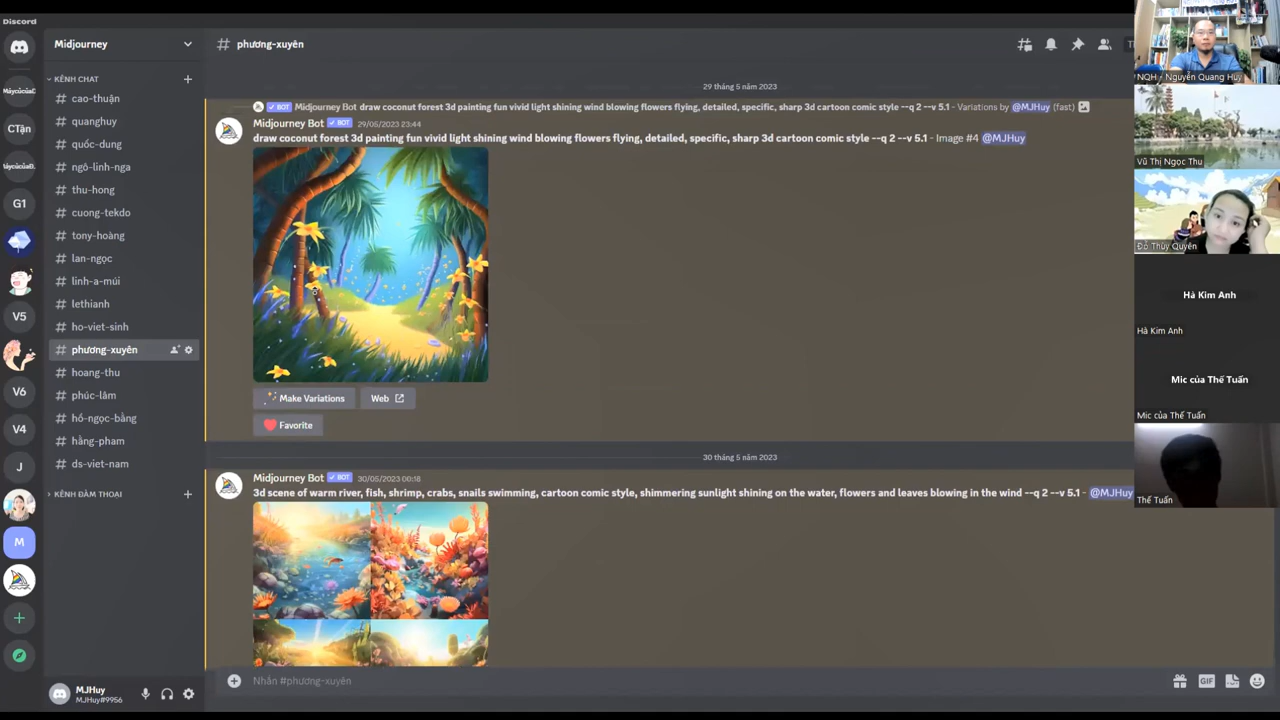 Discord
Midjourney
phương-xuyên
KÊNH CHAT
cao-thuận
quanghuy
quốc-dung
ngô-linh-nga
thu-hong
cuong-tekdo
tony-hoàng
lan-ngọc
linh-a-múi
lethianh
ho-viet-sinh
phương-xuyên
hoang-thu
phúc-lâm
hồ-ngọc-bằng
hằng-pham
ds-viet-nam
KÊNH ĐÀM THOẠI
CTận
G1
V5
V6
V4
J
M
MJHuy
MJHuy#9956
29 tháng 5 năm 2023
BOT Midjourney Bot draw coconut forest 3d painting fun vivid light shining wind blowing flowers flying, detailed, specific, sharp 3d cartoon comic style --q 2 --v 5.1 - Variations by @MJHuy (fast)
Midjourney Bot BOT 29/05/2023 23:44
draw coconut forest 3d painting fun vivid light shining wind blowing flowers flying, detailed, specific, sharp 3d cartoon comic style --q 2 --v 5.1 - Image #4 @MJHuy
Make Variations
Web
Favorite
30 tháng 5 năm 2023
Midjourney Bot BOT 30/05/2023 00:18
3d scene of warm river, fish, shrimp, crabs, snails swimming, cartoon comic style, shimmering sunlight shining on the water, flowers and leaves blowing in the wind --q 2 --v 5.1 - @MJHuy
Nhắn #phương-xuyên
GIF
NQH - Nguyễn Quang Huy
Vũ Thị Ngọc Thu
Đỗ Thúy Quyên
Hà Kim Anh
Hà Kim Anh
Mic của Thế Tuấn
Mic của Thế Tuấn
Thế Tuấn